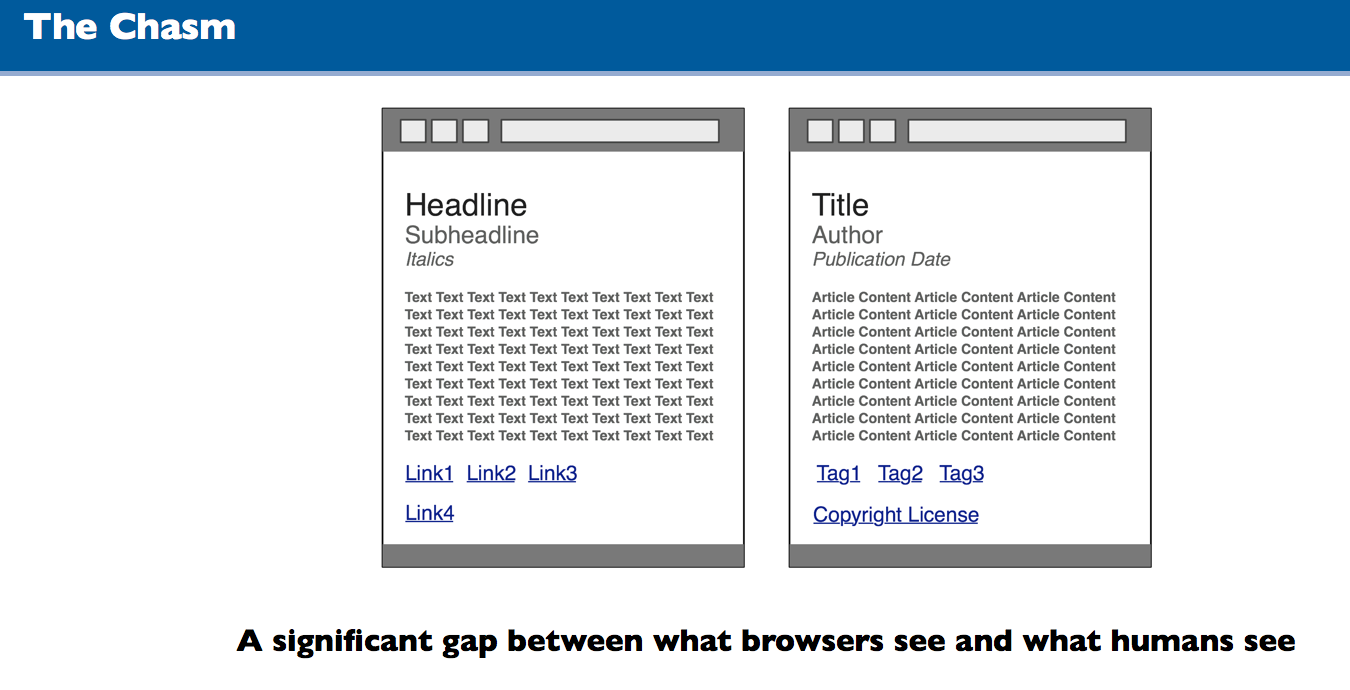 The Chasm
Headline
Subheadline
Italics
Text Text Text Text Text Text Text Text Text Text
Text Text Text Text Text Text Text Text Text Text
Text Text Text Text Text Text Text Text Text Text
Text Text Text Text Text Text Text Text Text Text
Text Text Text Text Text Text Text Text Text Text
Text Text Text Text Text Text Text Text Text Text
Text Text Text Text Text Text Text Text Text Text
Text Text Text Text Text Text Text Text Text Text
Text Text Text Text Text Text Text Text Text Text
Link1 Link2 Link3
Link4
Title
Author
Publication Date
Article Content Article Content Article Content
Article Content Article Content Article Content
Article Content Article Content Article Content
Article Content Article Content Article Content
Article Content Article Content Article Content
Article Content Article Content Article Content
Article Content Article Content Article Content
Article Content Article Content Article Content
Article Content Article Content Article Content
Tag1 Tag2 Tag3
Copyright License
A significant gap between what browsers see and what humans see